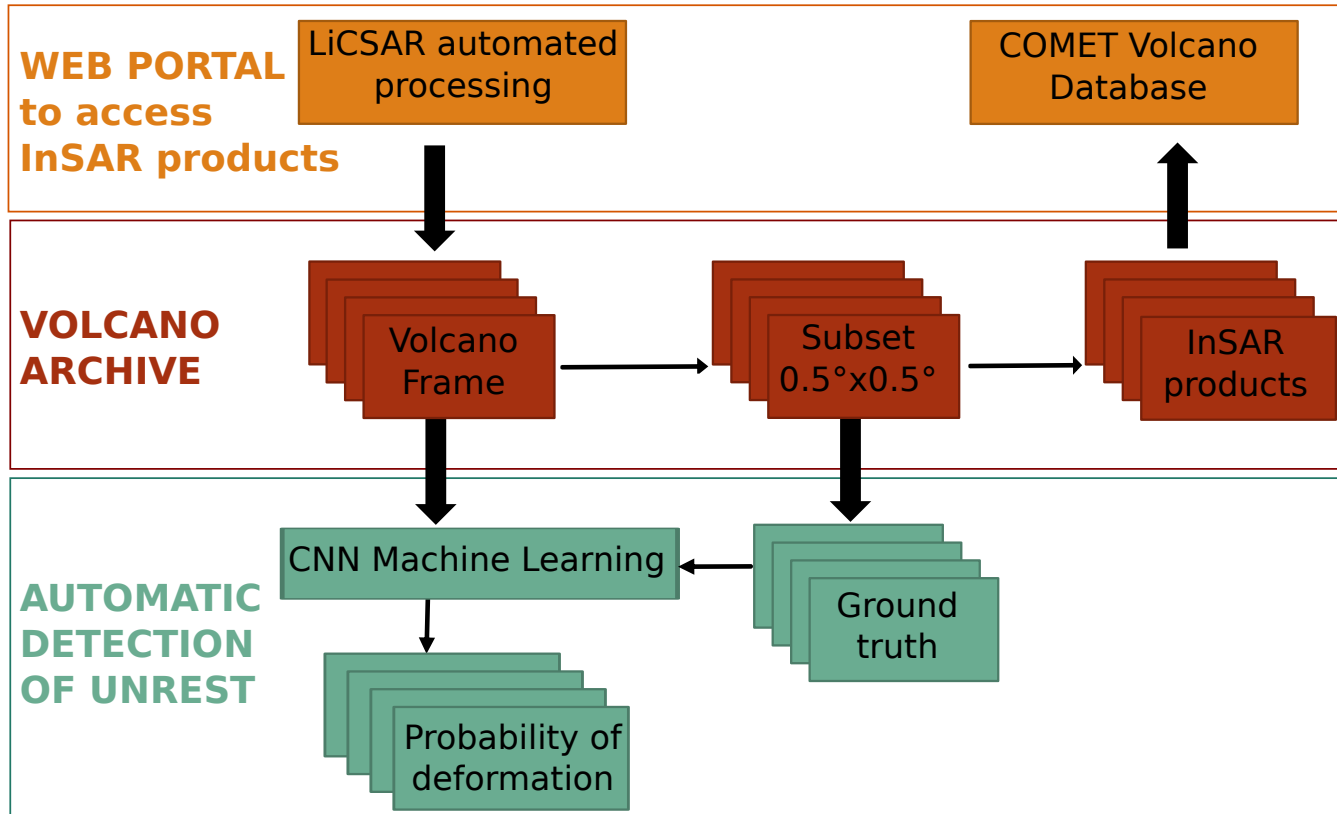 WEB PORTAL
to access
InSAR products
LiCSAR automated
processing
COMET Volcano
Database
VOLCANO
ARCHIVE
Volcano
Frame
Subset
0.5°x0.5°
InSAR
products
AUTOMATIC
DETECTION
OF UNREST
CNN Machine Learning
Ground
truth
Probability of
deformation